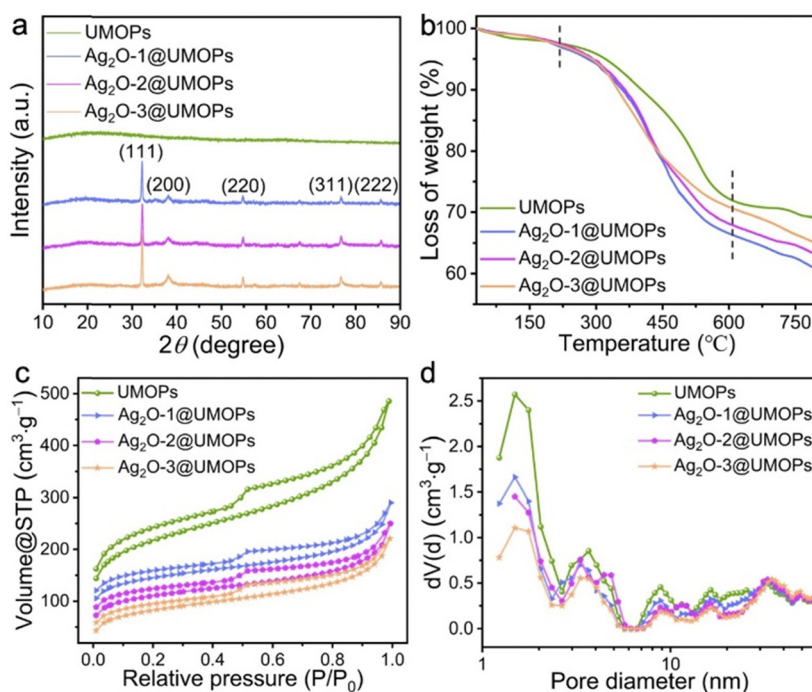 a
UMOPs
Ag₂O-1@UMOPs
Ag₂O-2@UMOPs
Ag₂O-3@UMOPs
(111)
(200)
(220)
(311)
(222)
Intensity (a.u.)
10 20 30 40 50 60 70 80 90
2θ (degree)
b
100
90
80
70
60
Loss of weight (%)
UMOPs
Ag₂O-1@UMOPs
Ag₂O-2@UMOPs
Ag₂O-3@UMOPs
150 300 450 600 750
Temperature (℃)
c
500
400
300
200
100
Volume@STP (cm³·g⁻¹)
UMOPs
Ag₂O-1@UMOPs
Ag₂O-2@UMOPs
Ag₂O-3@UMOPs
0.0 0.2 0.4 0.6 0.8 1.0
Relative pressure (P/P₀)
d
2.5
2.0
1.5
1.0
0.5
0.0
dV(d) (cm³·g⁻¹)
UMOPs
Ag₂O-1@UMOPs
Ag₂O-2@UMOPs
Ag₂O-3@UMOPs
1 10
Pore diameter (nm)